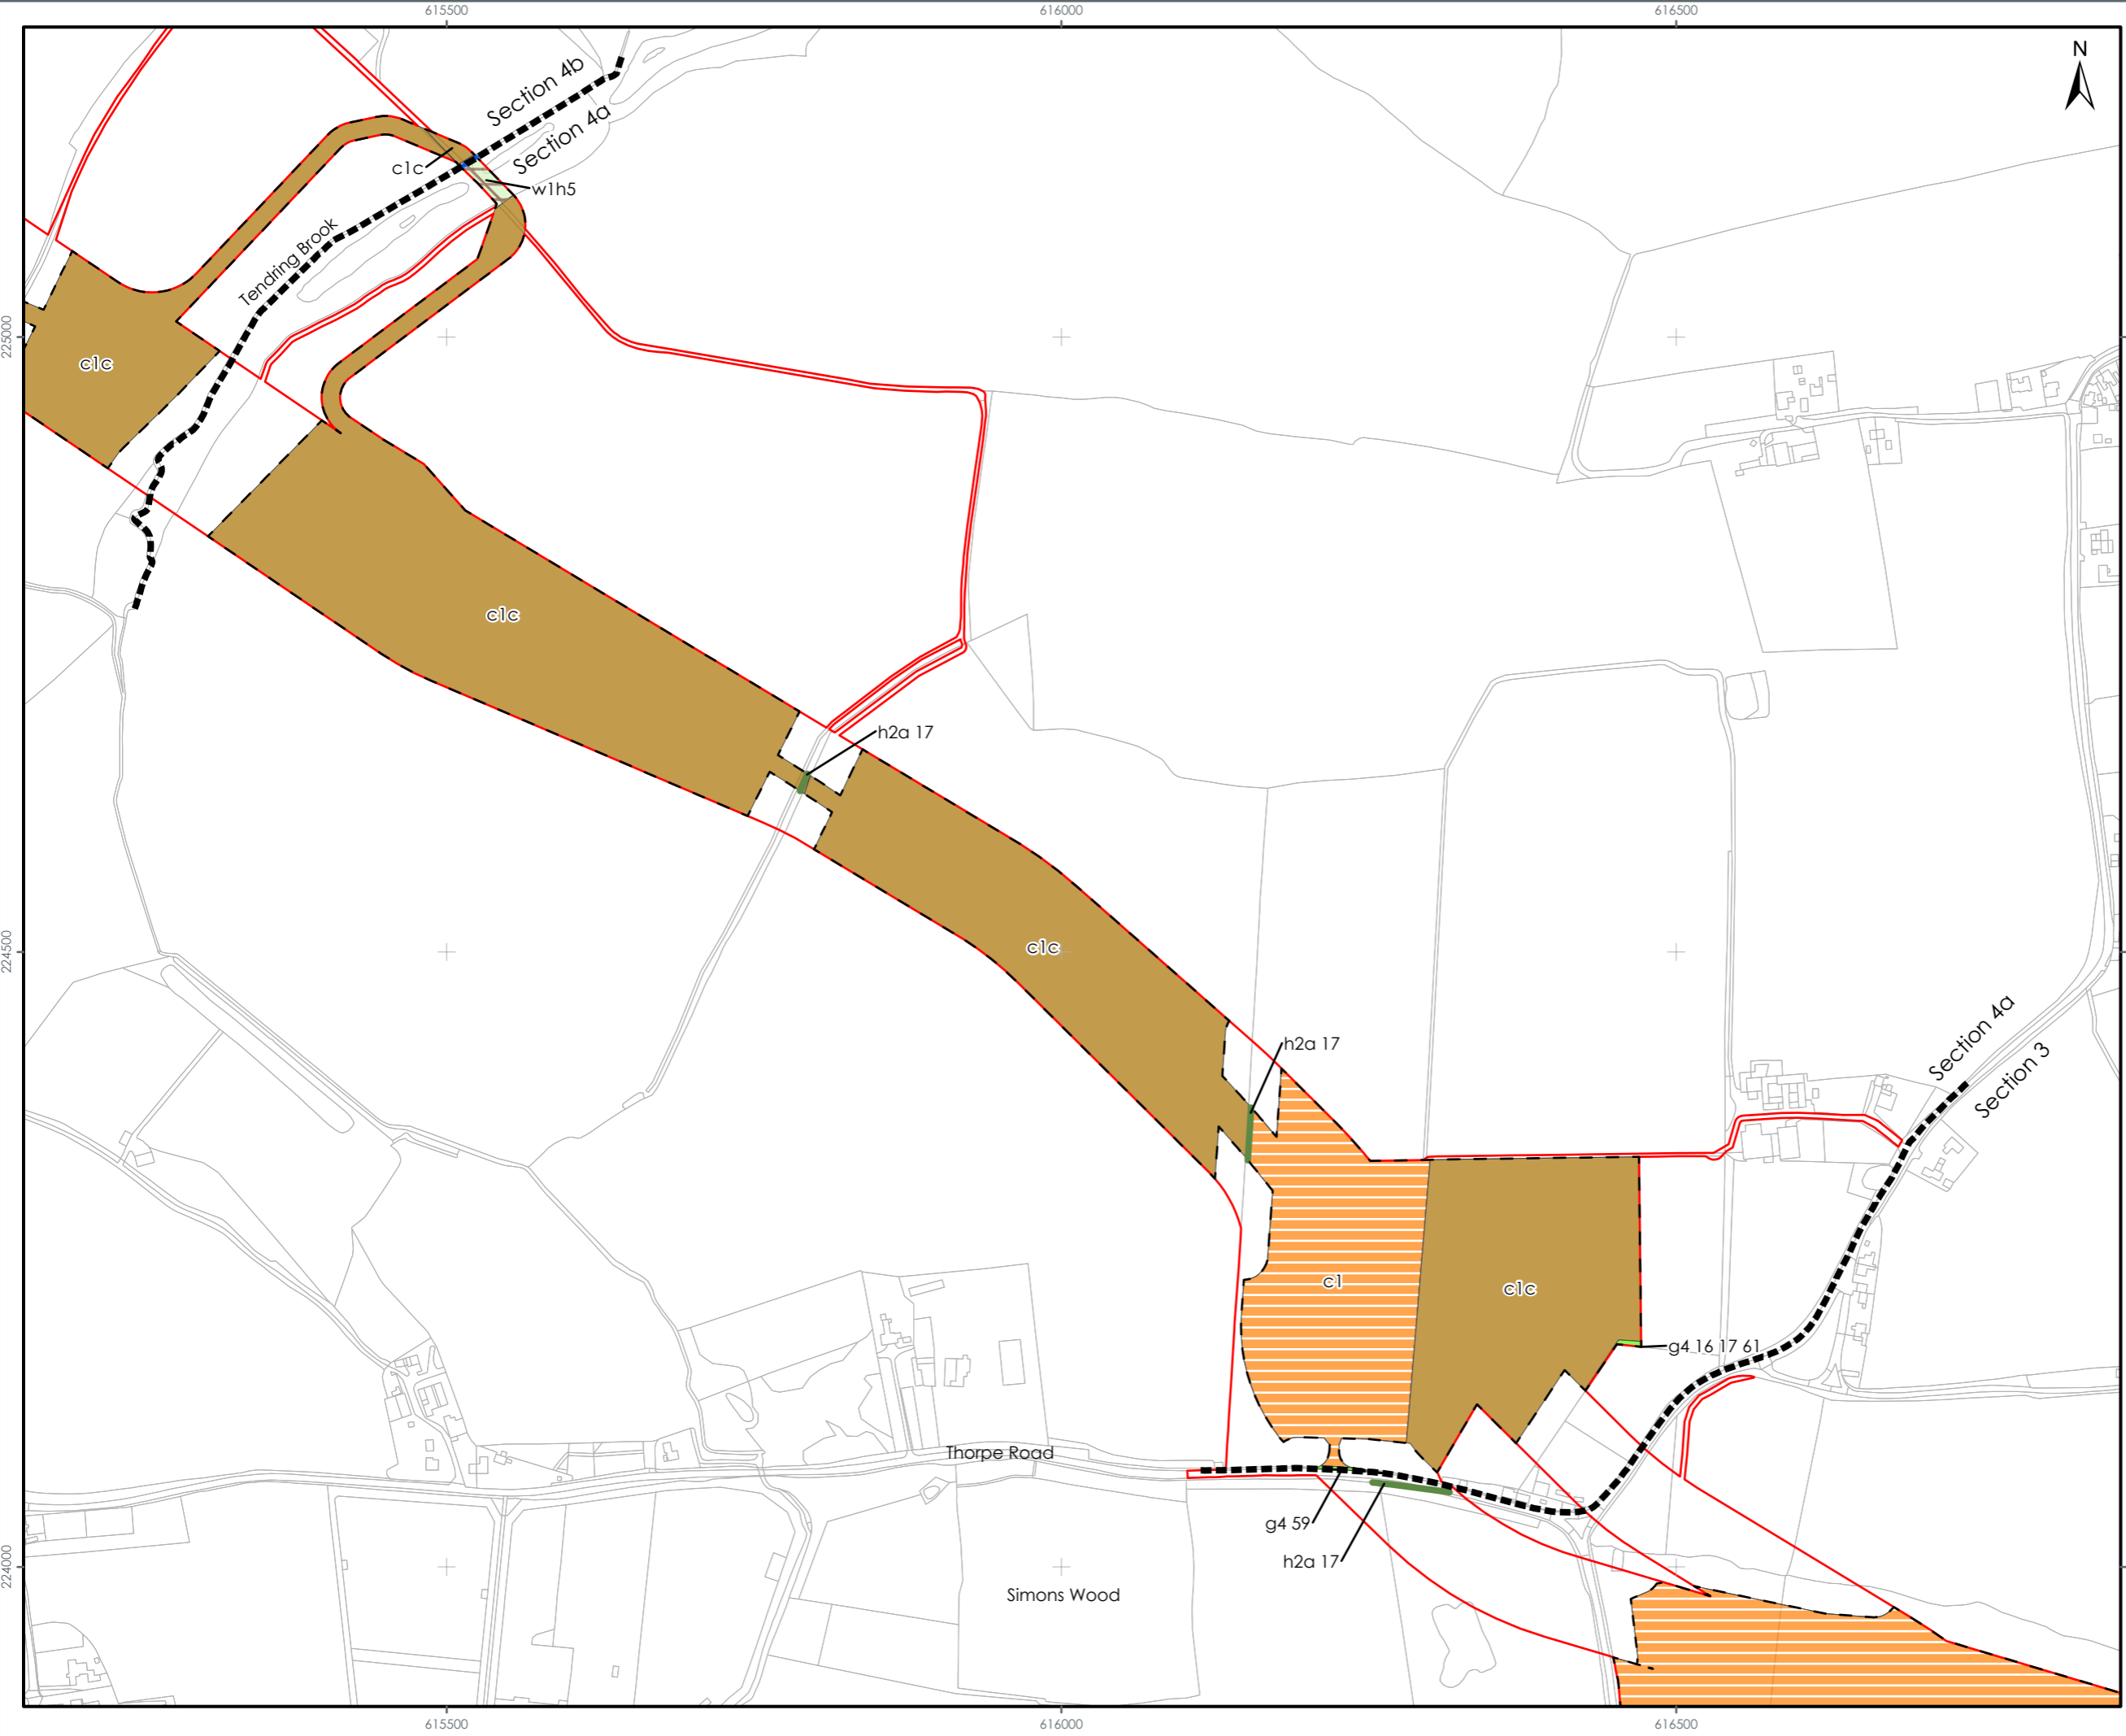 615500
616000
616500
N
Section 4b
Section 4a
c1c
w1h5
Tendring Brook
225000
c1c
c1c
h2a 17
c1c
224500
h2a 17
Section 4a
Section 3
c1
c1c
g4 16 17 61
Thorpe Road
g4 59
h2a 17
224000
Simons Wood
615500
616000
616500